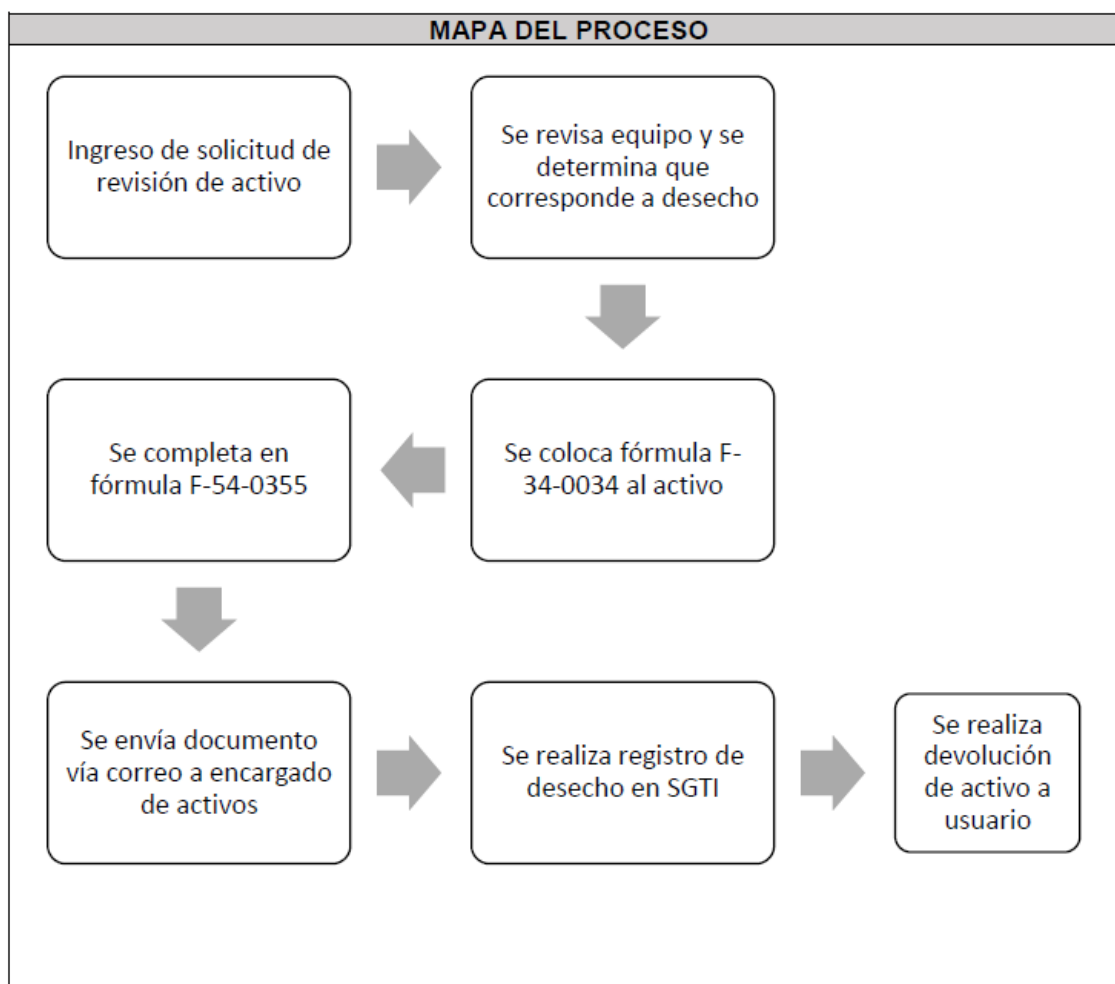 MAPA DEL PROCESO
Ingreso de solicitud de
revisión de activo
Se revisa equipo y se
determina que
corresponde a desecho
Se coloca fórmula F-
34-0034 al activo
Se completa en
fórmula F-54-0355
Se envía documento
vía correo a encargado
de activos
Se realiza registro de
desecho en SGTI
Se realiza
devolución
de activo a
usuario